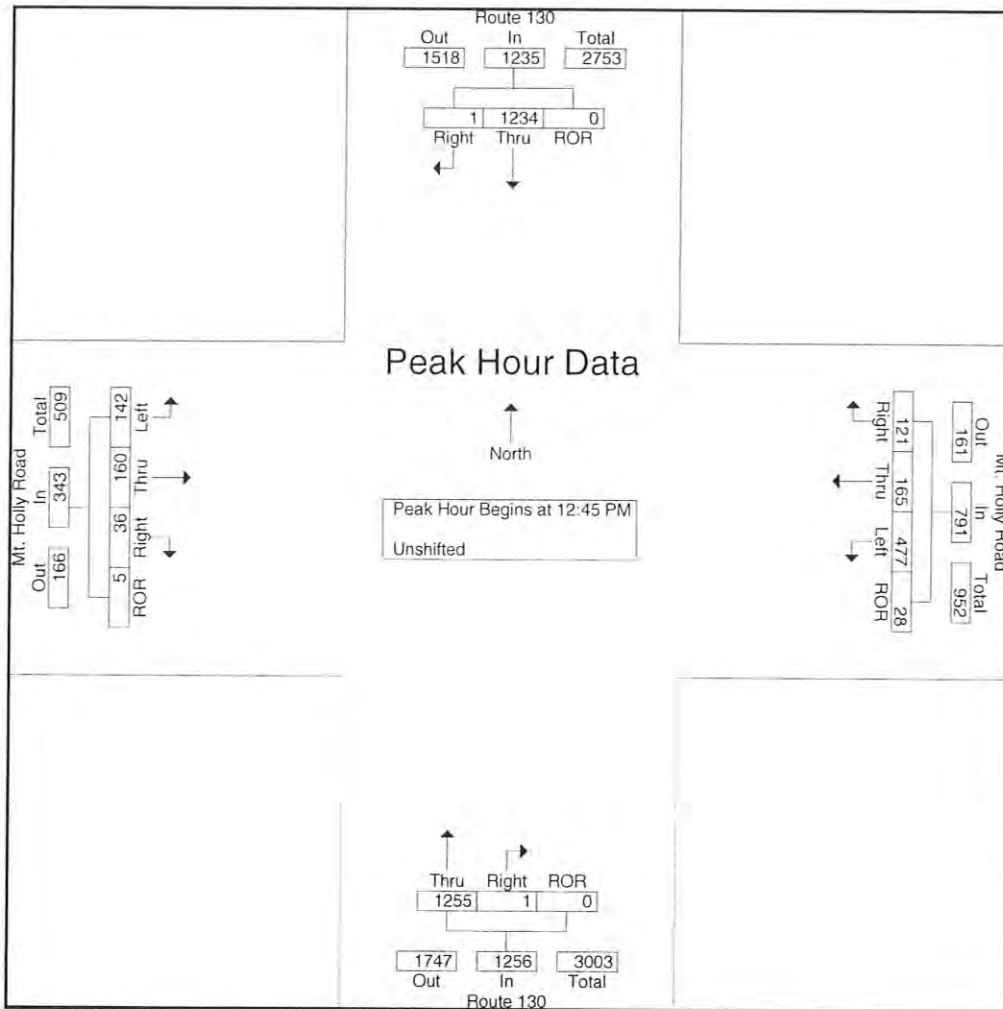 Route 130
Out In Total
1518 1235 2753
1 1234 0
Right Thru ROR
Peak Hour Data
North
Peak Hour Begins at 12:45 PM
Unshifted
Mt. Holly Road
Out In Total
166 343 509
5 36 160 142
ROR Right Thru Left
Mt. Holly Road
Out In Total
161 791 952
121 165 477 28
Right Thru Left ROR
Thru Right ROR
1255 1 0
1747 1256 3003
Out In Total
Route 130